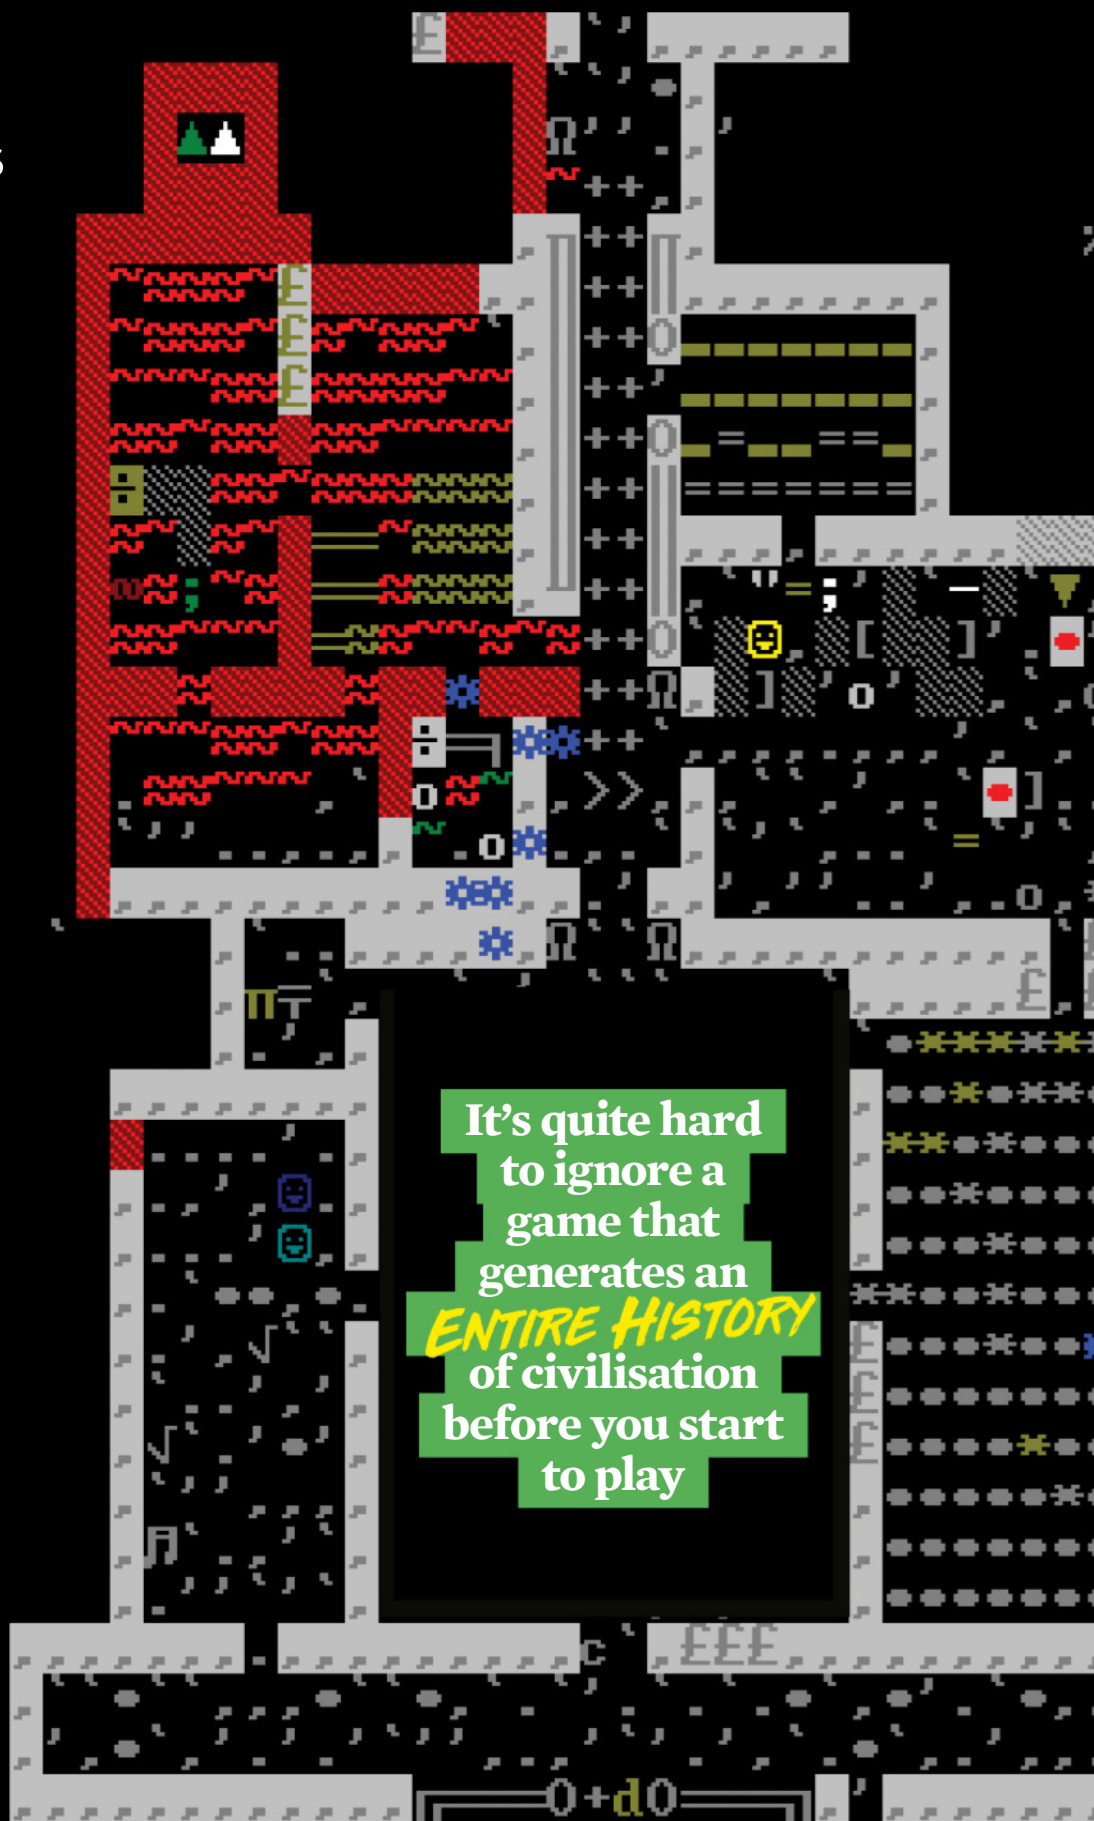 It's quite hard
to ignore a
game that
generates an
ENTIRE HISTORY
of civilisation
before you start
to play